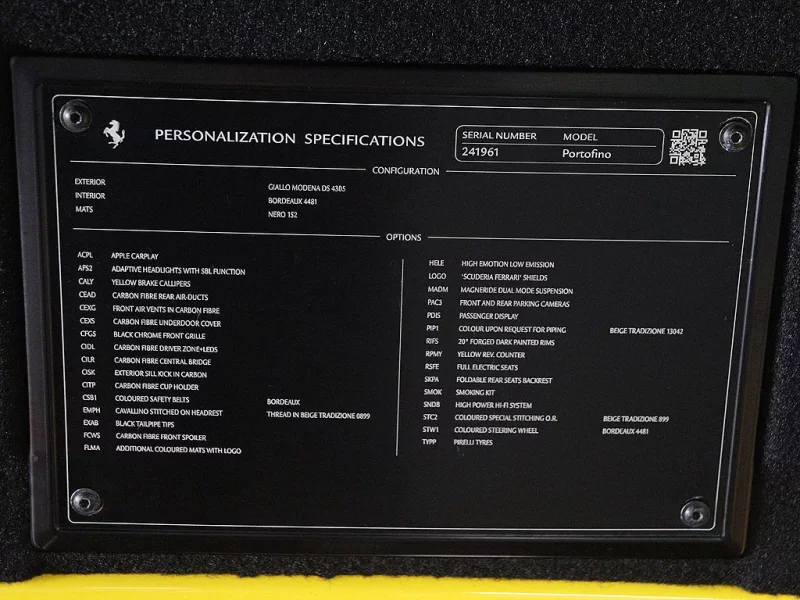 PERSONALIZATION SPECIFICATIONS
SERIAL NUMBER MODEL
241961 Portofino
CONFIGURATION
EXTERIOR GIALLO MODENA DS 4305
INTERIOR BORDEAUX 4481
MATS NERO 152
OPTIONS
ACPL APPLE CARPLAY
AFS2 ADAPTIVE HEADLIGHTS WITH SBL FUNCTION
CALY YELLOW BRAKE CALLIPERS
CEAD CARBON FIBRE REAR AIR-DUCTS
CEXG FRONT AIR VENTS IN CARBON FIBRE
CEXS CARBON FIBRE UNDERDOOR COVER
CFGS BLACK CHROME FRONT GRILLE
CIDL CARBON FIBRE DRIVER ZONE+LEDS
CILR CARBON FIBRE CENTRAL BRIDGE
CISK EXTERIOR SILL KICK IN CARBON
CITP CARBON FIBRE CUP HOLDER
CSB1 COLOURED SAFETY BELTS BORDEAUX
EMPH CAVALLINO STITCHED ON HEADREST THREAD IN BEIGE TRADIZIONE 0899
EXAB BLACK TAILPIPE TIPS
FCWS CARBON FIBRE FRONT SPOILER
FLMA ADDITIONAL COLOURED MATS WITH LOGO
HELE HIGH EMOTION LOW EMISSION
LOGO 'SCUDERIA FERRARI' SHIELDS
MADM MAGNERIDE DUAL MODE SUSPENSION
PAC3 FRONT AND REAR PARKING CAMERAS
PDIS PASSENGER DISPLAY
PIP1 COLOUR UPON REQUEST FOR PIPING BEIGE TRADIZIONE 13042
RIFS 20" FORGED DARK PAINTED RIMS
RPMY YELLOW REV. COUNTER
RSFE FULL ELECTRIC SEATS
SKPA FOLDABLE REAR SEATS BACKREST
SMOK SMOKING KIT
SNDB HIGH POWER HI-FI SYSTEM
STC2 COLOURED SPECIAL STITCHING O.R. BEIGE TRADIZIONE 899
STW1 COLOURED STEERING WHEEL BORDEAUX 4481
TYPP PIRELLI TYRES